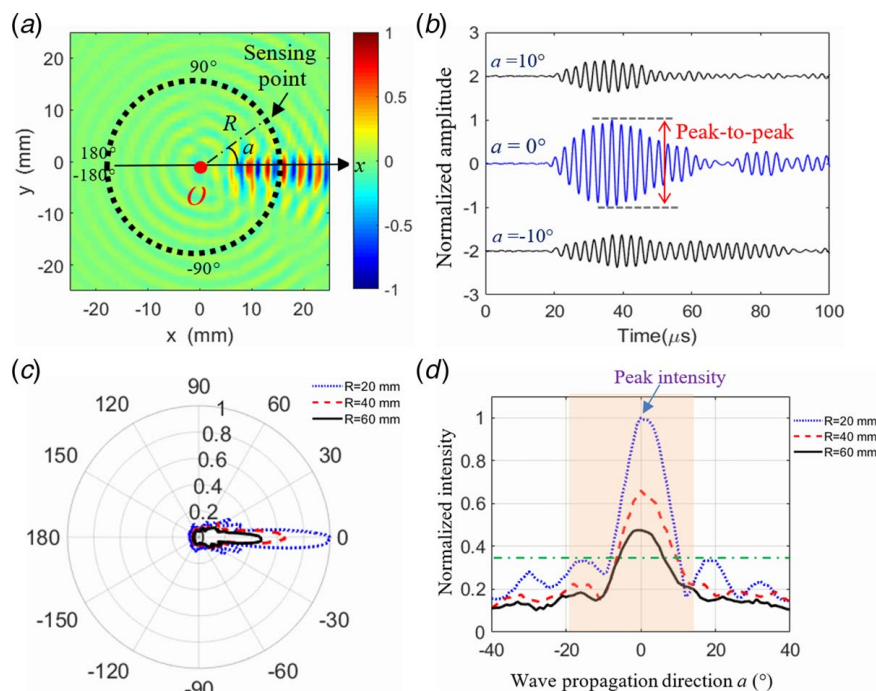 (a)
Sensing
point
90°
R
a
180°
-180°
x
O
-90°
20
10
0
-10
-20
y (mm)
-20 -10 0 10 20
x (mm)
1
0.5
0
-0.5
-1
(b)
3
2
1
0
-1
-2
-3
Normalized amplitude
a =10°
a =0°
Peak-to-peak
a =-10°
0 20 40 60 80 100
Time(μs)
(c)
R=20 mm
R=40 mm
R=60 mm
90
120 60
150 30
180 0
-150 -30
-120 -60
-90
1
0.8
0.6
0.4
0.2
(d)
Peak intensity
R=20 mm
R=40 mm
R=60 mm
1
0.8
0.6
0.4
0.2
0
Normalized intensity
-40 -20 0 20 40
Wave propagation direction a (°)